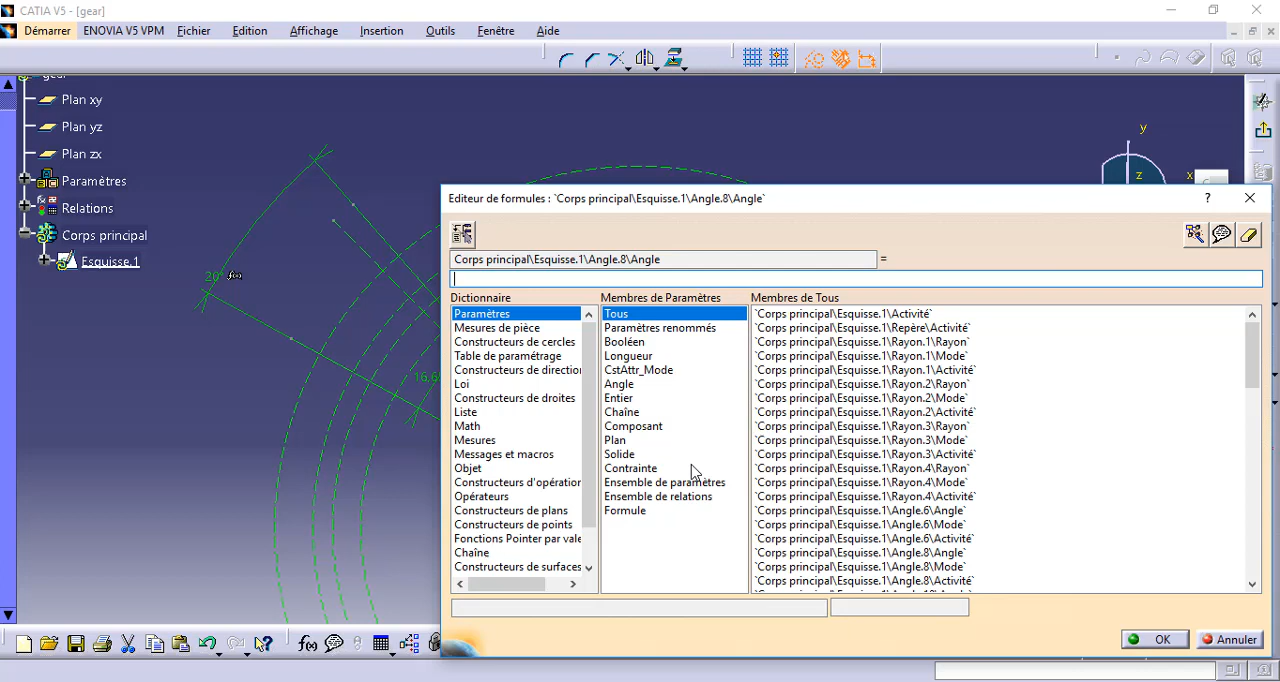 CATIA V5 - [gear]
Démarrer ENOVIA V5 VPM Fichier Edition Affichage Insertion Outils Fenêtre Aide
Plan xy
Plan yz
Plan zx
Paramètres
Relations
Corps principal
Esquisse.1
20°
y
z
x
Editeur de formules : `Corps principal\Esquisse.1\Angle.8\Angle`
Corps principal\Esquisse.1\Angle.8\Angle =
Dictionnaire
Paramètres
Mesures de pièce
Constructeurs de cercles
Table de paramétrage
Constructeurs de direction
Loi
Constructeurs de droites
Liste
Math
Mesures
Messages et macros
Objet
Constructeurs d'opération
Opérateurs
Constructeurs de plans
Constructeurs de points
Fonctions Pointer par vale
Chaîne
Constructeurs de surfaces
Membres de Paramètres
Tous
Paramètres renommés
Booléen
Longueur
CstAttr_Mode
Angle
Entier
Chaîne
Composant
Plan
Solide
Contrainte
Ensemble de paramètres
Ensemble de relations
Formule
Membres de Tous
`Corps principal\Esquisse.1\Activité`
`Corps principal\Esquisse.1\Repère\Activité`
`Corps principal\Esquisse.1\Rayon.1\Rayon`
`Corps principal\Esquisse.1\Rayon.1\Mode`
`Corps principal\Esquisse.1\Rayon.1\Activité`
`Corps principal\Esquisse.1\Rayon.2\Rayon`
`Corps principal\Esquisse.1\Rayon.2\Mode`
`Corps principal\Esquisse.1\Rayon.2\Activité`
`Corps principal\Esquisse.1\Rayon.3\Rayon`
`Corps principal\Esquisse.1\Rayon.3\Mode`
`Corps principal\Esquisse.1\Rayon.3\Activité`
`Corps principal\Esquisse.1\Rayon.4\Rayon`
`Corps principal\Esquisse.1\Rayon.4\Mode`
`Corps principal\Esquisse.1\Rayon.4\Activité`
`Corps principal\Esquisse.1\Angle.6\Angle`
`Corps principal\Esquisse.1\Angle.6\Mode`
`Corps principal\Esquisse.1\Angle.6\Activité`
`Corps principal\Esquisse.1\Angle.8\Angle`
`Corps principal\Esquisse.1\Angle.8\Mode`
`Corps principal\Esquisse.1\Angle.8\Activité`
OK Annuler